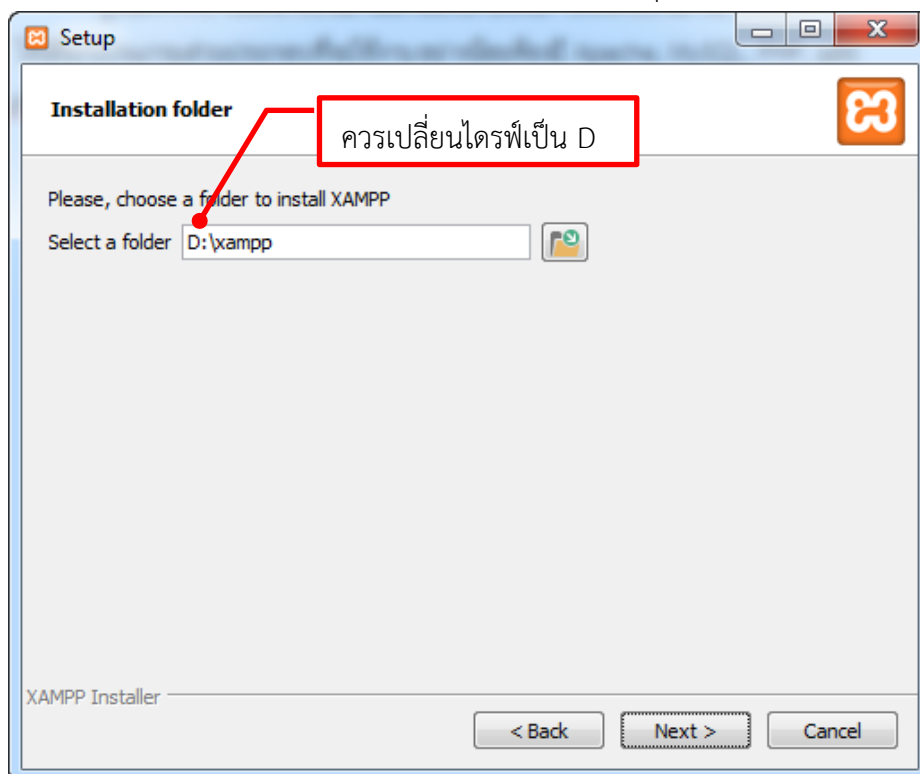 Setup
Installation folder
ควรเปลี่ยนไดรฟ์เป็น D
Please, choose a folder to install XAMPP
Select a folder D:\xampp
XAMPP Installer
< Back Next > Cancel